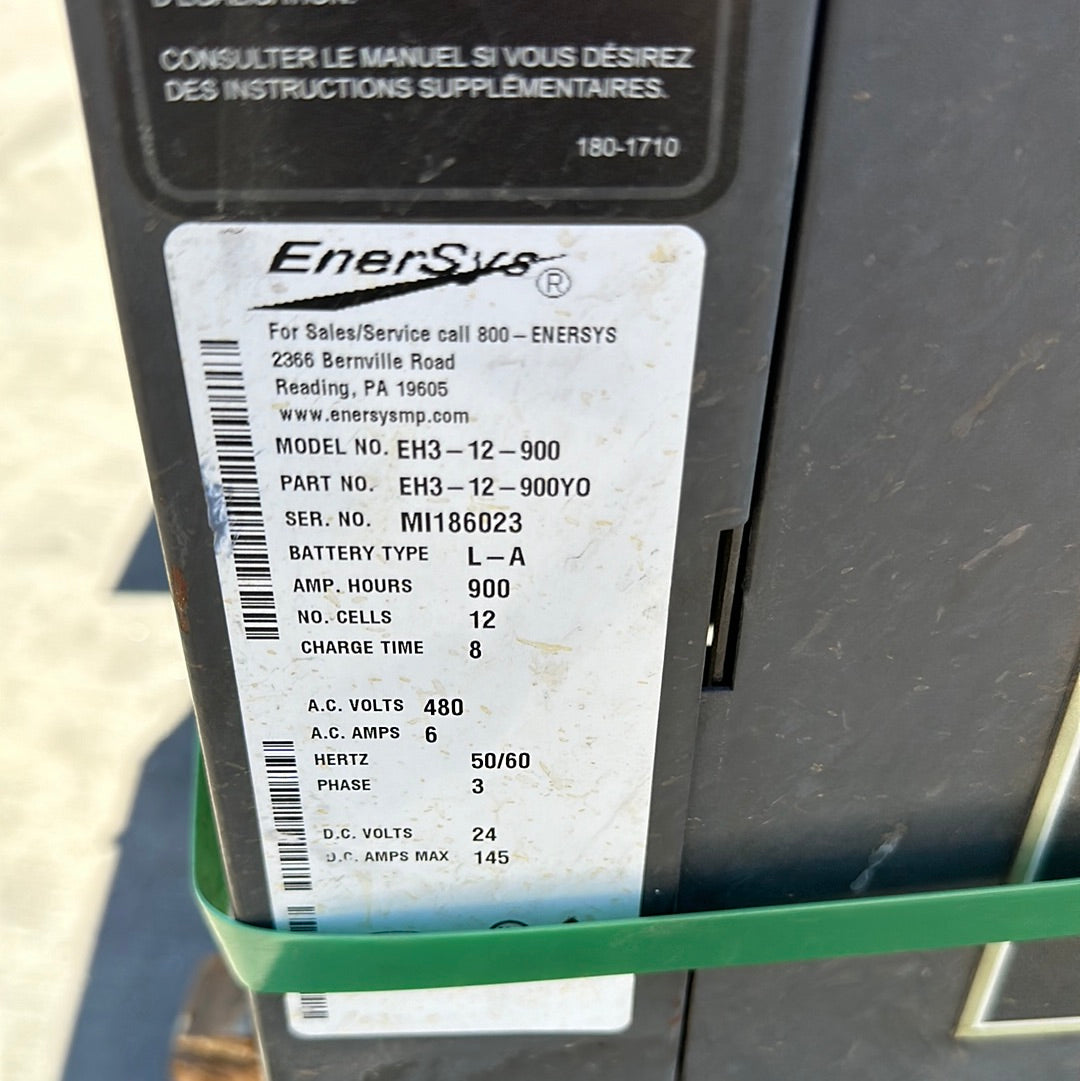 CONSULTER LE MANUEL SI VOUS DÉSIREZ
DES INSTRUCTIONS SUPPLÉMENTAIRES.
180-1710
EnerSys®
For Sales/Service call 800-ENERSYS
2366 Bernville Road
Reading, PA 19605
www.enersysmp.com
MODEL NO. EH3-12-900
PART NO. EH3-12-900YO
SER. NO. MI186023
BATTERY TYPE L-A
AMP. HOURS 900
NO. CELLS 12
CHARGE TIME 8
A.C. VOLTS 480
A.C. AMPS 6
HERTZ 50/60
PHASE 3
D.C. VOLTS 24
D.C. AMPS MAX 145